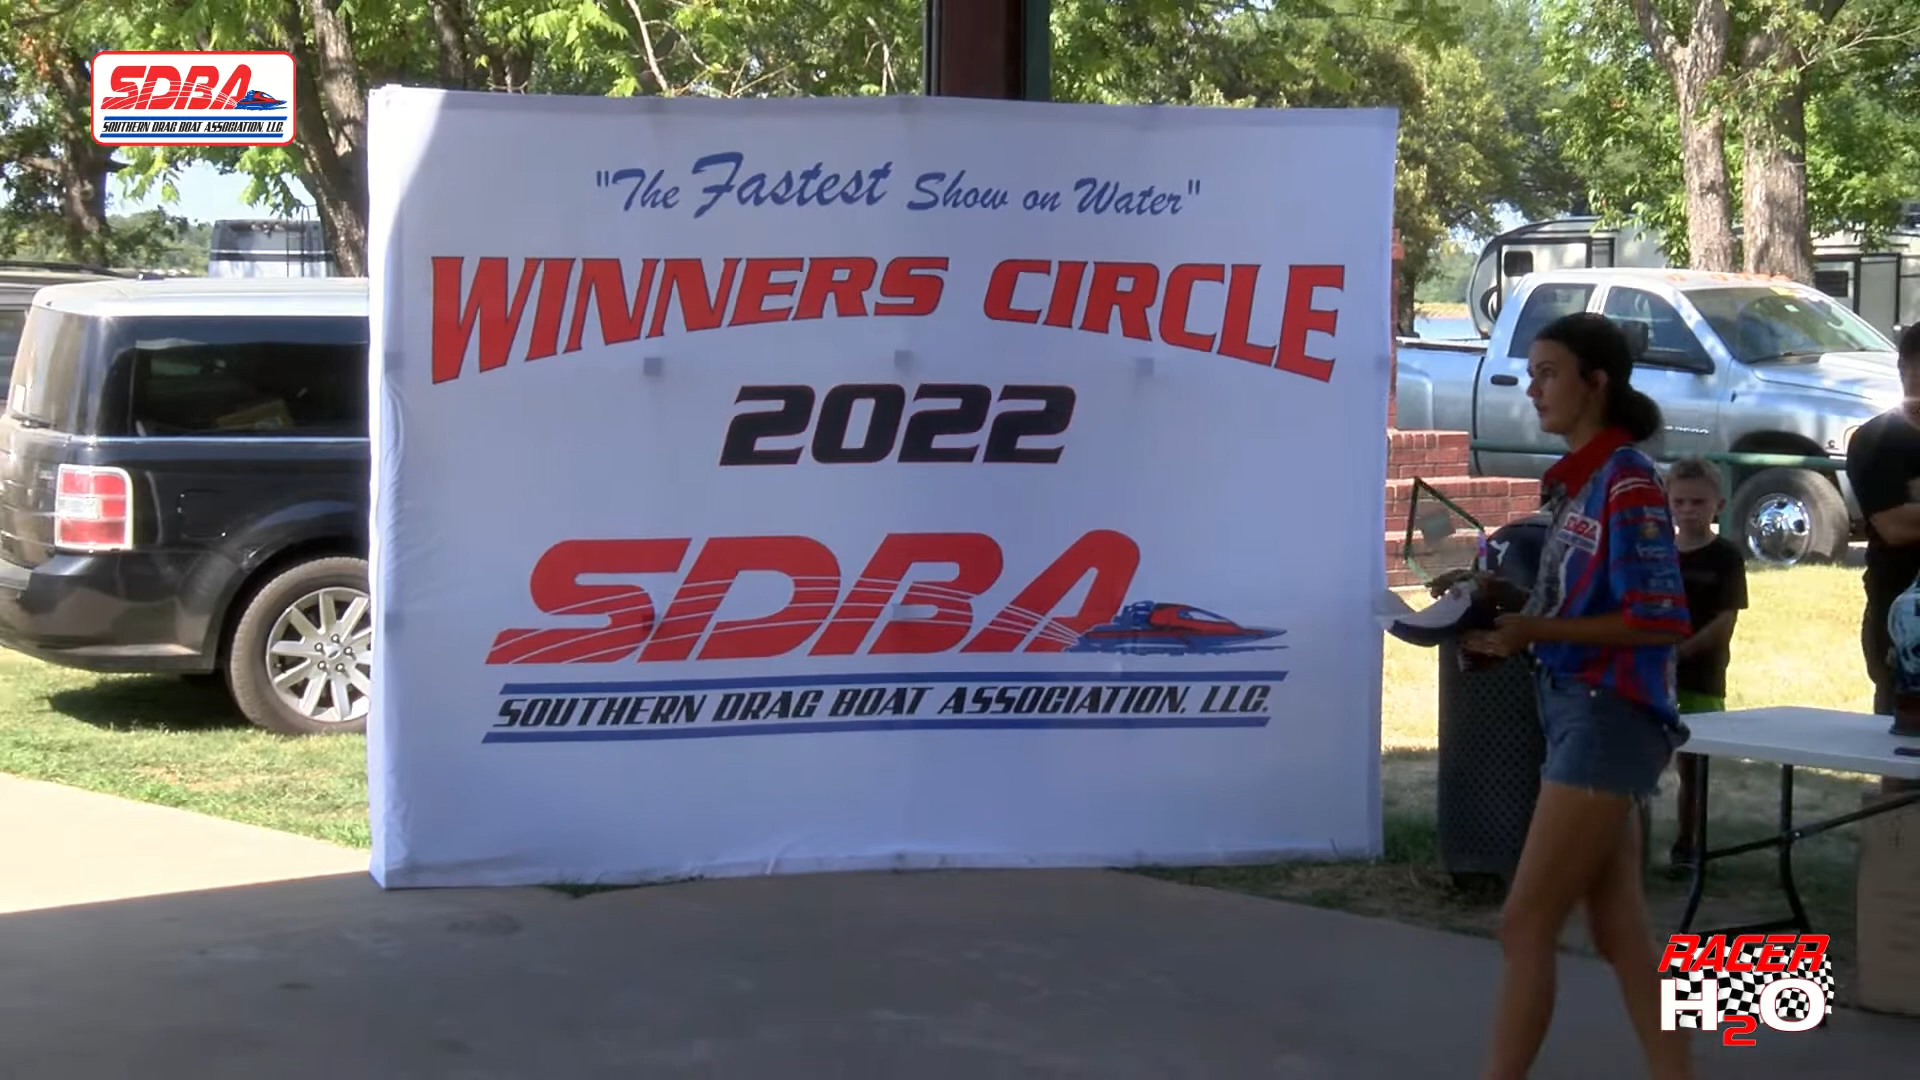 SDBA
SOUTHERN DRAG BOAT ASSOCIATION, LLC.
"The Fastest Show on Water"
WINNERS CIRCLE
2022
SDBA
SOUTHERN DRAG BOAT ASSOCIATION, LLC.
SDBA
RACER
H2O